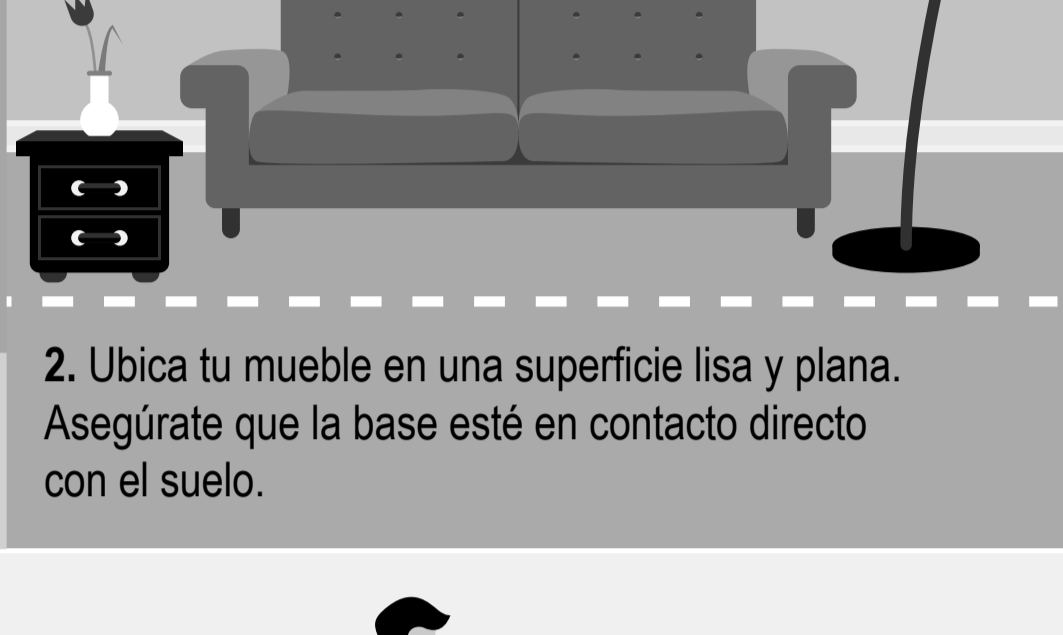 2. Ubica tu mueble en una superficie lisa y plana.
Asegúrate que la base esté en contacto directo
con el suelo.